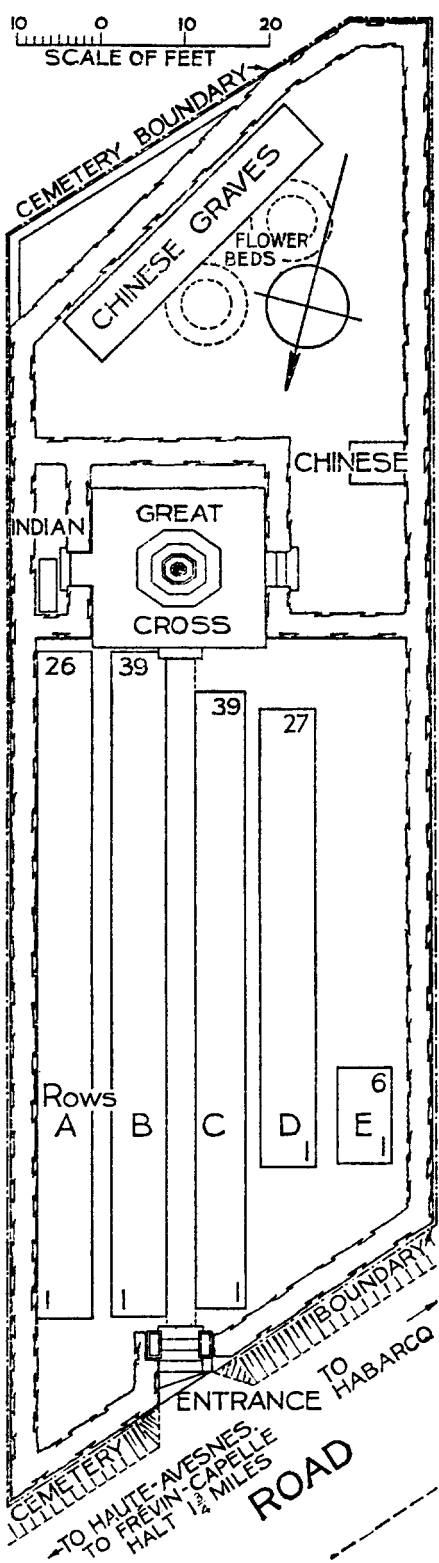 10 0 20
SCALE OF FEET
CEMETERY BOUNDARY
CHINESE GRAVES
FLOWER
BEDS
CHINESE
INDIAN
GREAT
CROSS
26
39
39
27
Rows
A
B
C
D
E
6
1
1
1
1
1
ENTRANCE
CEMETERY
BOUNDARY
TO
HABARCQ
TO HAUTE-AVESNES.
TO FRÉVIN-CAPELLE
HALT 1¾ MILES
ROAD